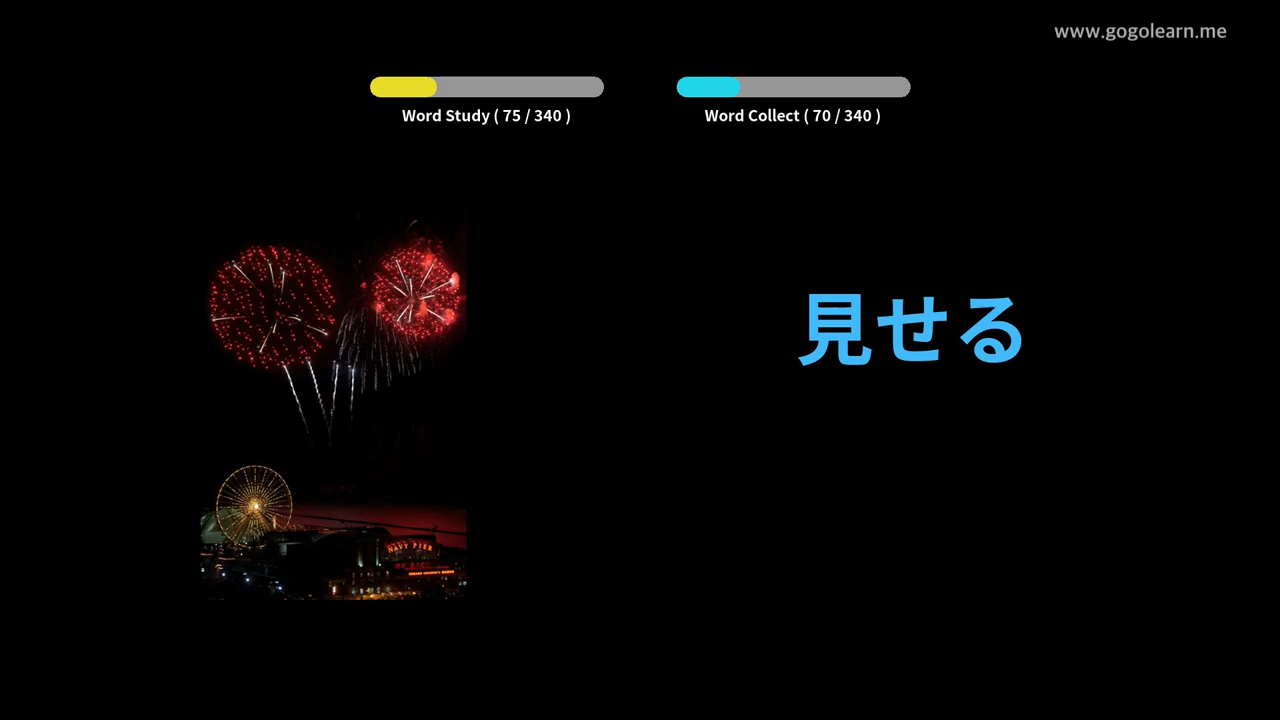 www.gogolearn.me
Word Study ( 75 / 340 )
Word Collect ( 70 / 340 )
見せる
NAVY PIER